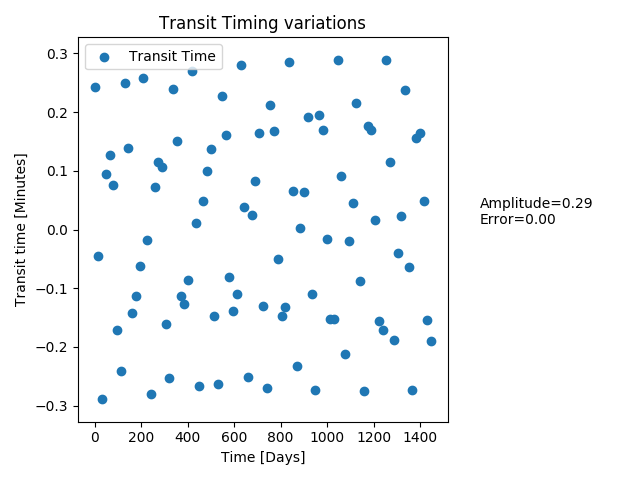 Transit Timing variations
Transit Time
0.3
0.2
0.1
0.0
−0.1
−0.2
−0.3
Transit time [Minutes]
0 200 400 600 800 1000 1200 1400
Time [Days]
Amplitude=0.29
Error=0.00